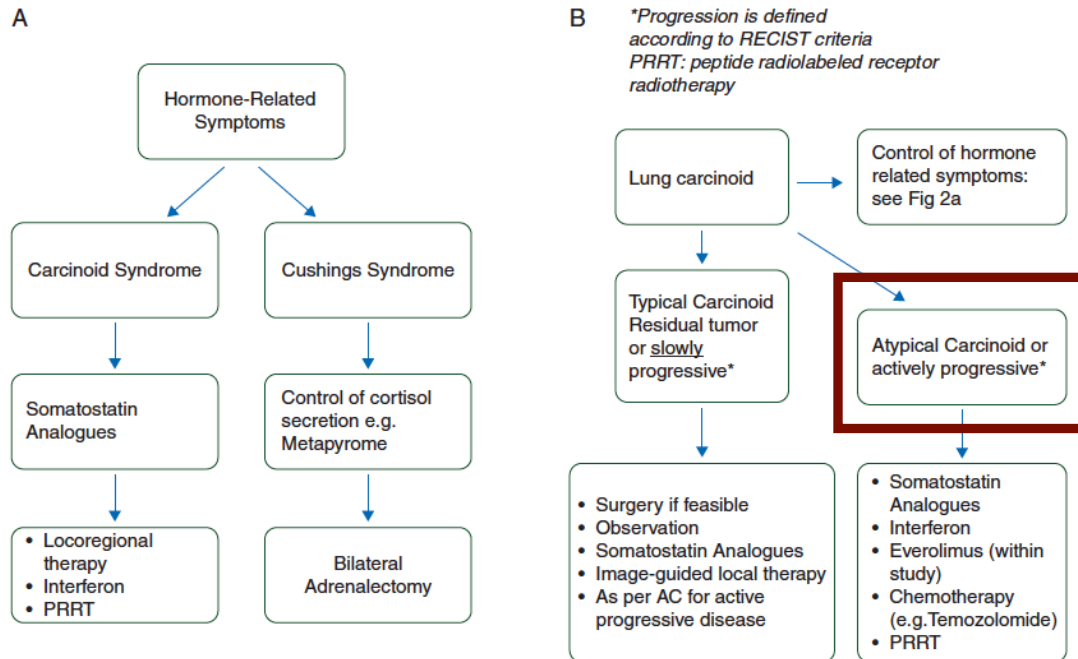 A
Hormone-Related
Symptoms
Carcinoid Syndrome
Cushings Syndrome
Somatostatin
Analogues
Control of cortisol
secretion e.g.
Metapyrome
• Locoregional
therapy
• Interferon
• PRRT
Bilateral
Adrenalectomy
B
*Progression is defined
according to RECIST criteria
PRRT: peptide radiolabeled receptor
radiotherapy
Lung carcinoid
Control of hormone
related symptoms:
see Fig 2a
Typical Carcinoid
Residual tumor
or slowly
progressive*
Atypical Carcinoid or
actively progressive*
• Surgery if feasible
• Observation
• Somatostatin Analogues
• Image-guided local therapy
• As per AC for active
progressive disease
• Somatostatin
Analogues
• Interferon
• Everolimus (within
study)
• Chemotherapy
(e.g.Temozolomide)
• PRRT